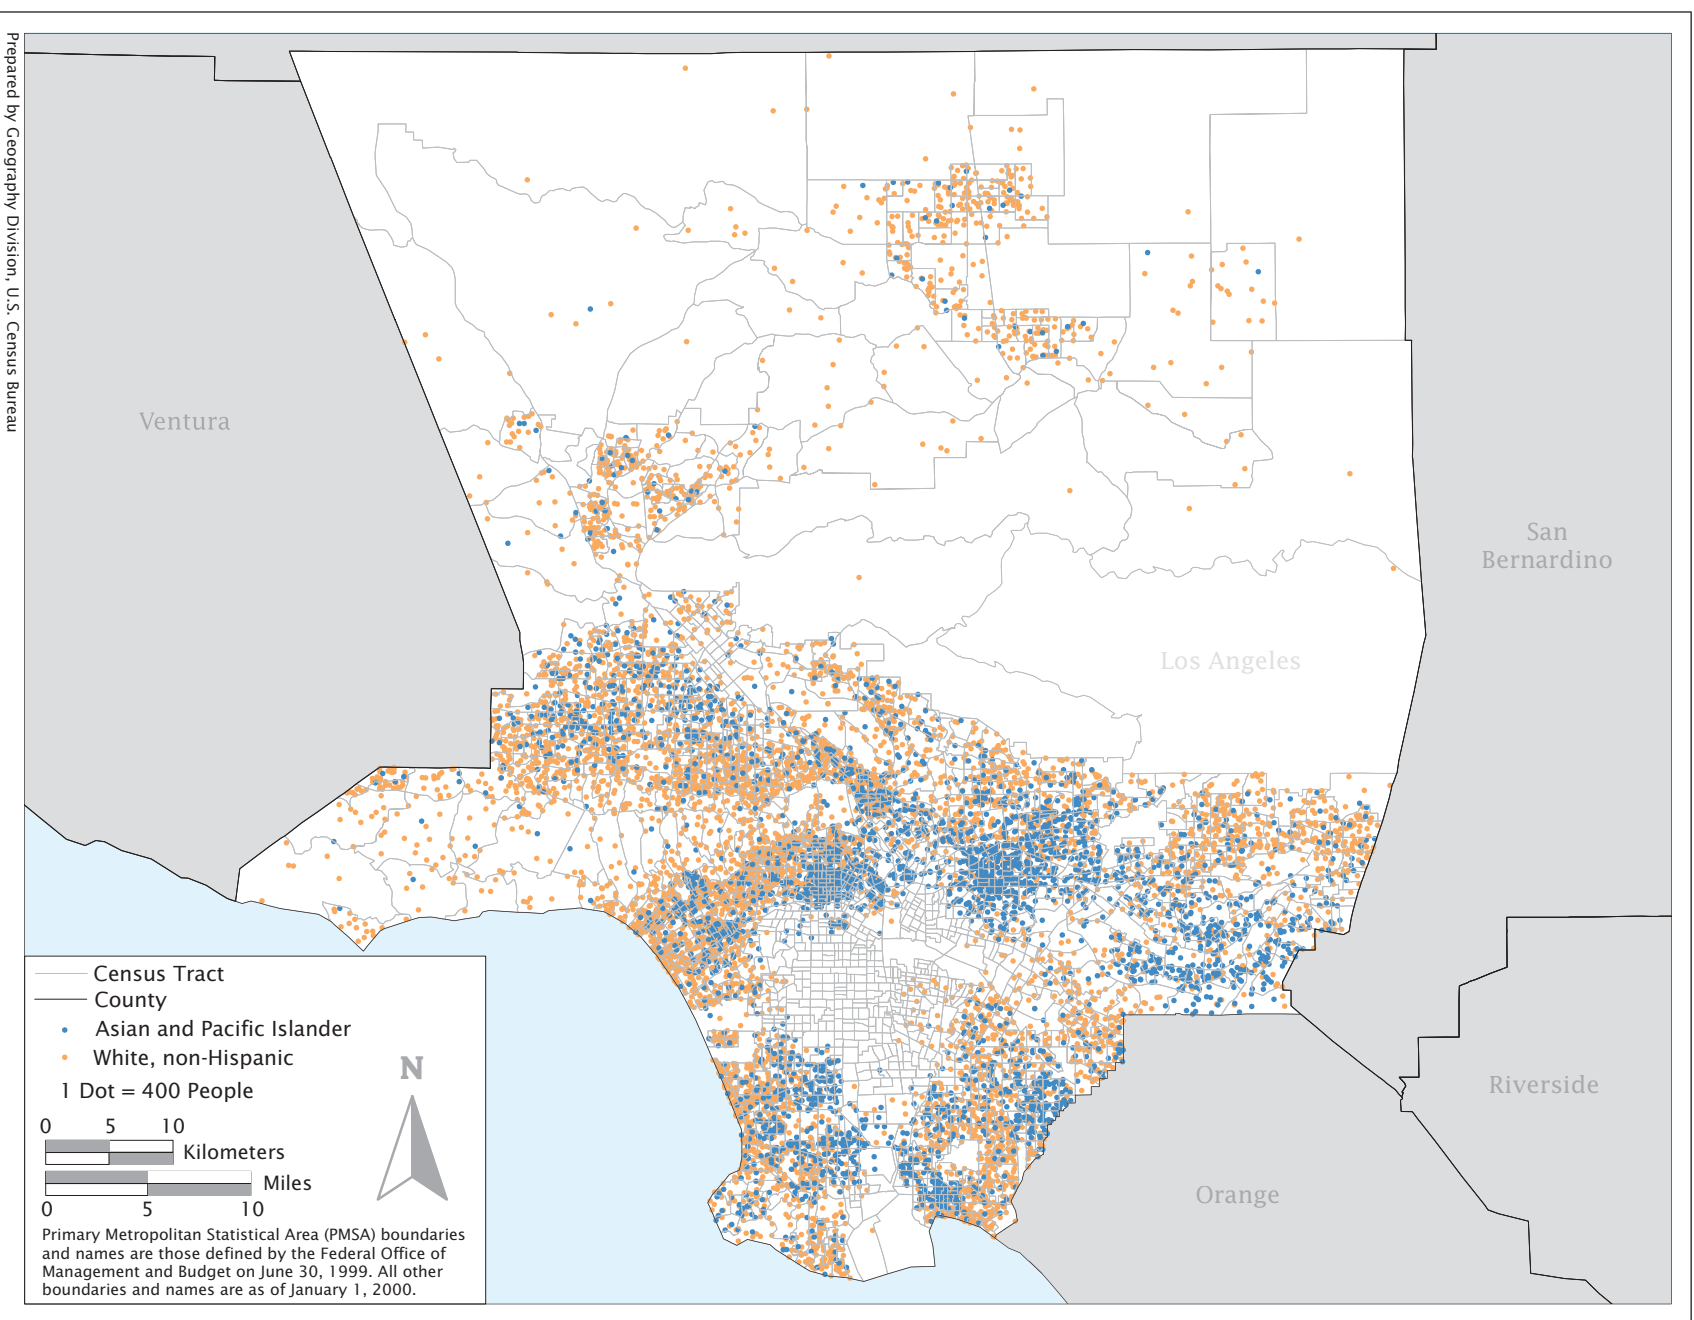 Prepared by Geography Division, U.S. Census Bureau
Ventura
San
Bernardino
Los Angeles
Riverside
Orange
Census Tract
County
Asian and Pacific Islander
White, non-Hispanic
1 Dot = 400 People
N
0 5 10
Kilometers
Miles
0 5 10
Primary Metropolitan Statistical Area (PMSA) boundaries
and names are those defined by the Federal Office of
Management and Budget on June 30, 1999. All other
boundaries and names are as of January 1, 2000.